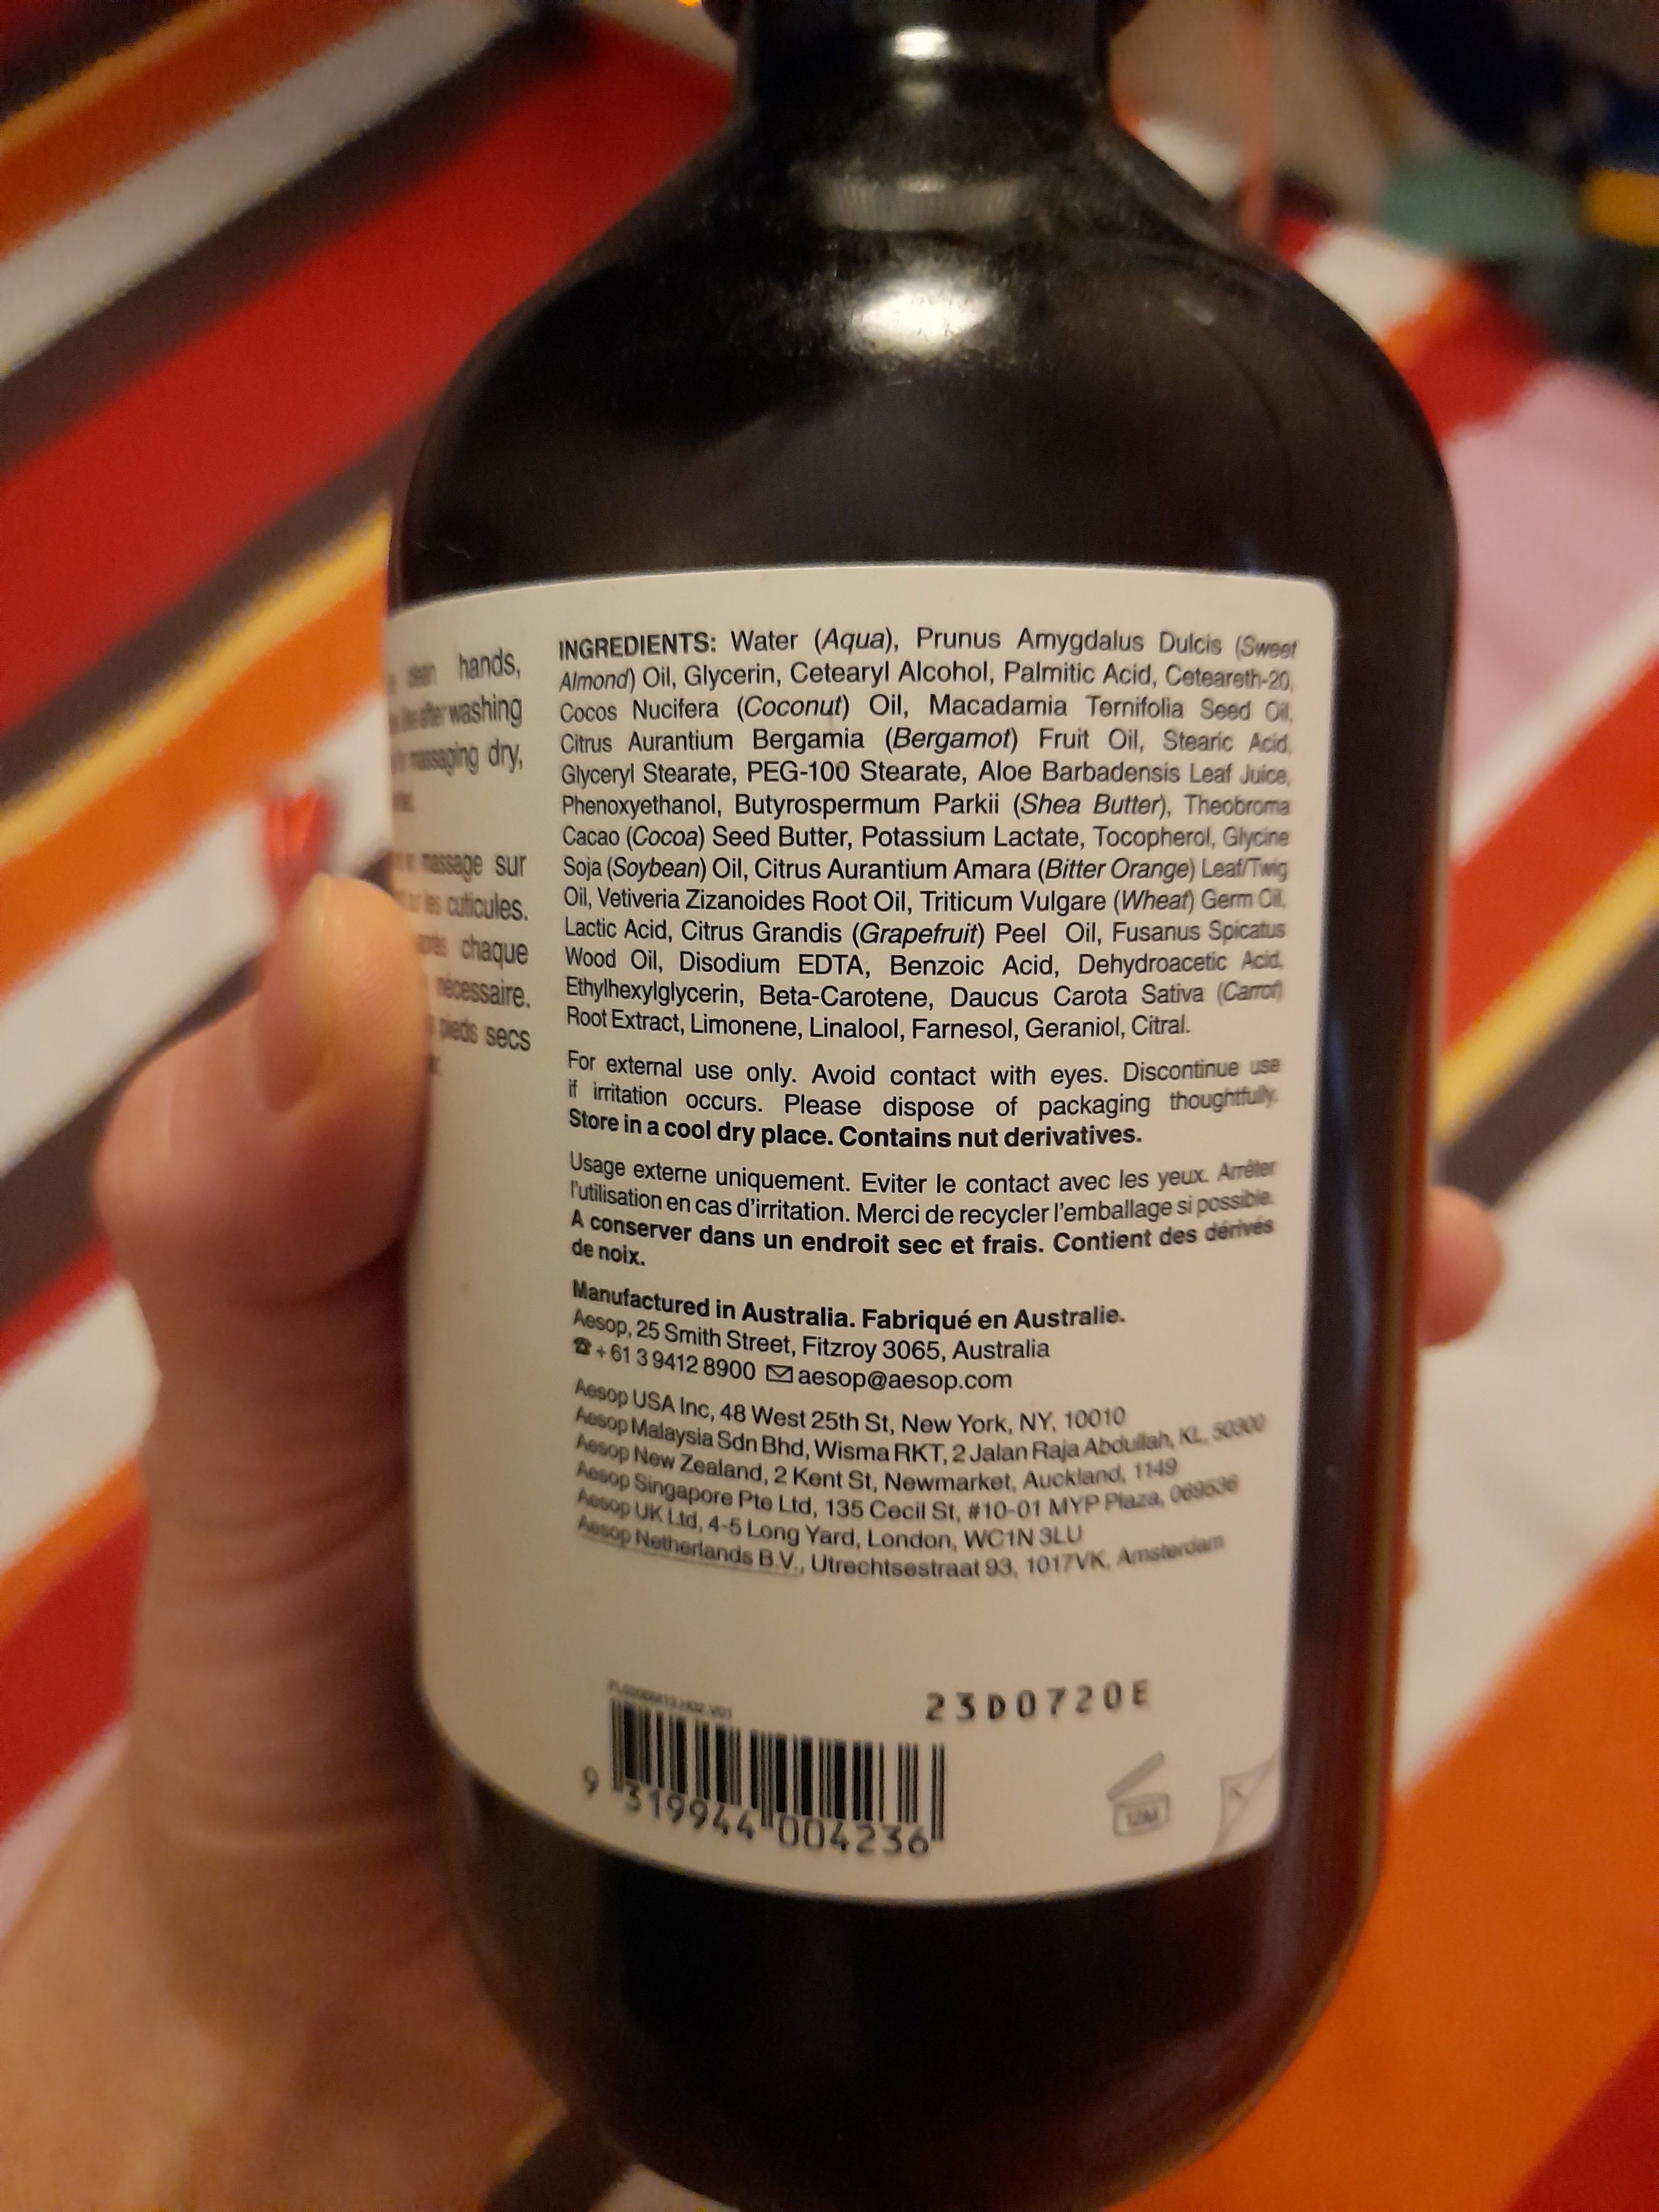 clean hands,
after washing
massaging dry,
massage sur
les cuticules.
après chaque
nécessaire.
pieds secs
INGREDIENTS: Water (Aqua), Prunus Amygdalus Dulcis (Sweet
Almond) Oil, Glycerin, Cetearyl Alcohol, Palmitic Acid, Ceteareth-20,
Cocos Nucifera (Coconut) Oil, Macadamia Ternifolia Seed Oil,
Citrus Aurantium Bergamia (Bergamot) Fruit Oil, Stearic Acid,
Glyceryl Stearate, PEG-100 Stearate, Aloe Barbadensis Leaf Juice,
Phenoxyethanol, Butyrospermum Parkii (Shea Butter), Theobroma
Cacao (Cocoa) Seed Butter, Potassium Lactate, Tocopherol, Glycine
Soja (Soybean) Oil, Citrus Aurantium Amara (Bitter Orange) Leaf/Twig
Oil, Vetiveria Zizanoides Root Oil, Triticum Vulgare (Wheat) Germ Oil,
Lactic Acid, Citrus Grandis (Grapefruit) Peel Oil, Fusanus Spicatus
Wood Oil, Disodium EDTA, Benzoic Acid, Dehydroacetic Acid,
Ethylhexylglycerin, Beta-Carotene, Daucus Carota Sativa (Carrot)
Root Extract, Limonene, Linalool, Farnesol, Geraniol, Citral.
For external use only. Avoid contact with eyes. Discontinue use
if irritation occurs. Please dispose of packaging thoughtfully.
Store in a cool dry place. Contains nut derivatives.
Usage externe uniquement. Eviter le contact avec les yeux. Arrêter
l'utilisation en cas d'irritation. Merci de recycler l'emballage si possible.
A conserver dans un endroit sec et frais. Contient des dérivés
de noix.
Manufactured in Australia. Fabriqué en Australie.
Aesop, 25 Smith Street, Fitzroy 3065, Australia
☎ +61 3 9412 8900 ✉ aesop@aesop.com
Aesop USA Inc, 48 West 25th St, New York, NY, 10010
Aesop Malaysia Sdn Bhd, Wisma RKT, 2 Jalan Raja Abdullah, KL, 50300
Aesop New Zealand, 2 Kent St, Newmarket, Auckland, 1149
Aesop Singapore Pte Ltd, 135 Cecil St, #10-01 MYP Plaza, 069536
Aesop UK Ltd, 4-5 Long Yard, London, WC1N 3LU
Aesop Netherlands B.V., Utrechtsestraat 93, 1017VK, Amsterdam
23D0720E
9 319944 004236
12M